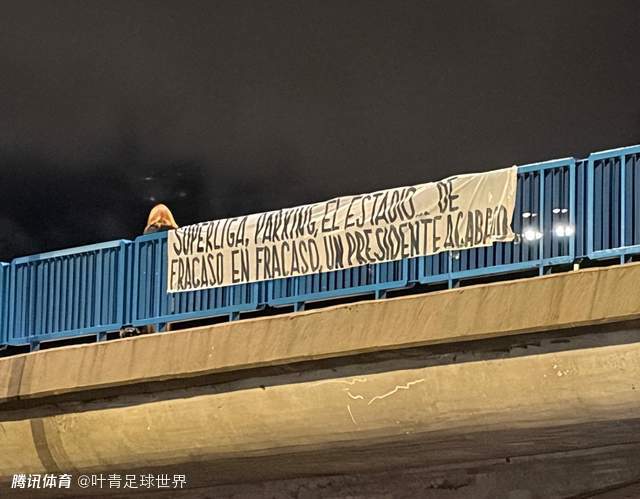 SUPERLIGA, PARKING, EL ESTADIO... DE
FRACASO EN FRACASO, UN PRESIDENTE ACABADO
腾讯体育 @叶青足球世界